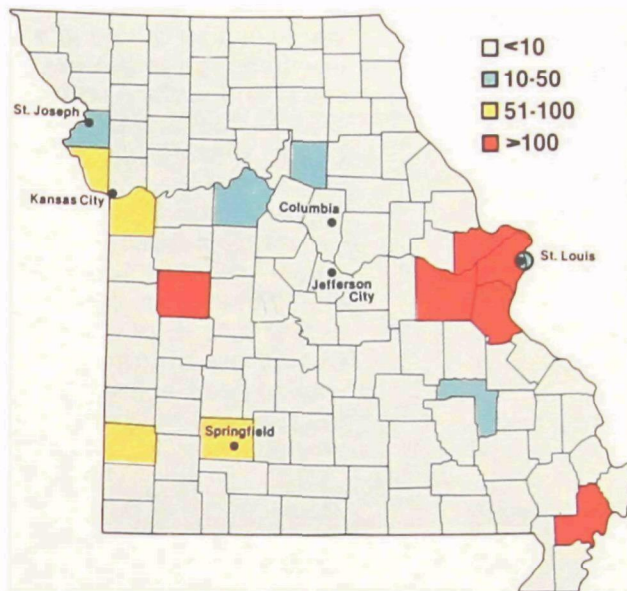 <10
10-50
51-100
>100
St. Joseph
Kansas City
Columbia
St. Louis
Jefferson
City
Springfield